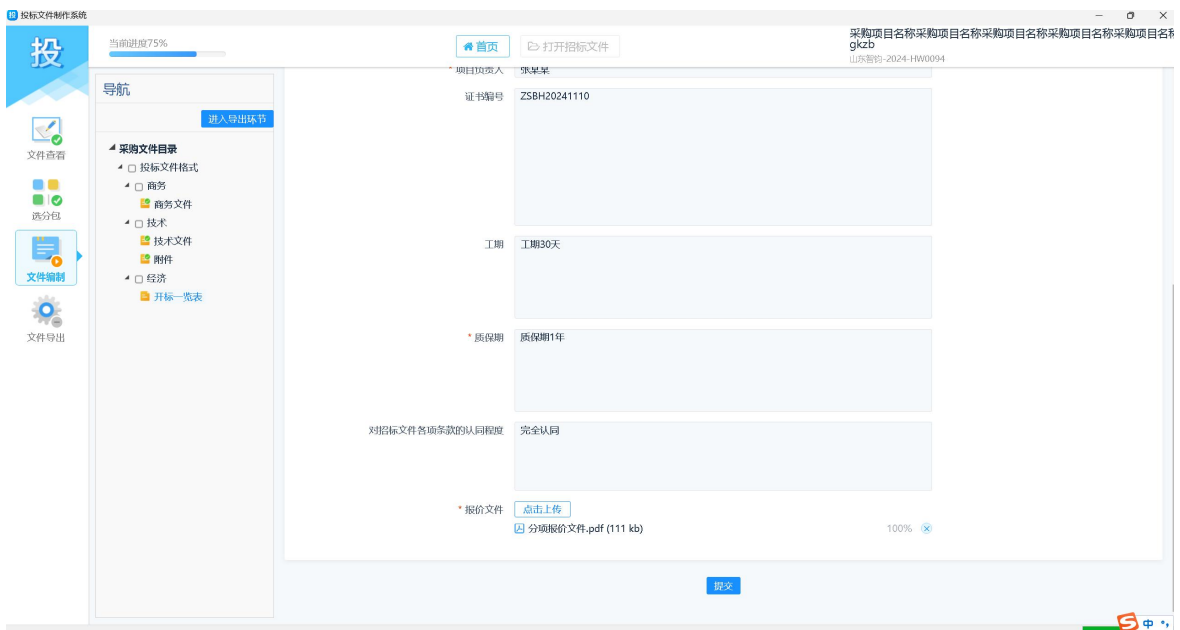 投标文件制作系统
投
当前进度75%
首页
打开招标文件
采购项目名称采购项目名称采购项目名称采购项目名称采购项目名称
gkzb
山东智钧-2024-HW0094
文件查看
选分包
文件编制
文件导出
导航
进入导出环节
采购文件目录
投标文件格式
商务
商务文件
技术
技术文件
附件
经济
开标一览表
* 项目负责人 张某某
证书编号 ZSBH20241110
工期 工期30天
* 质保期 质保期1年
对招标文件各项条款的认同程度 完全认同
* 报价文件 点击上传
分项报价文件.pdf (111 kb) 100%
提交
中